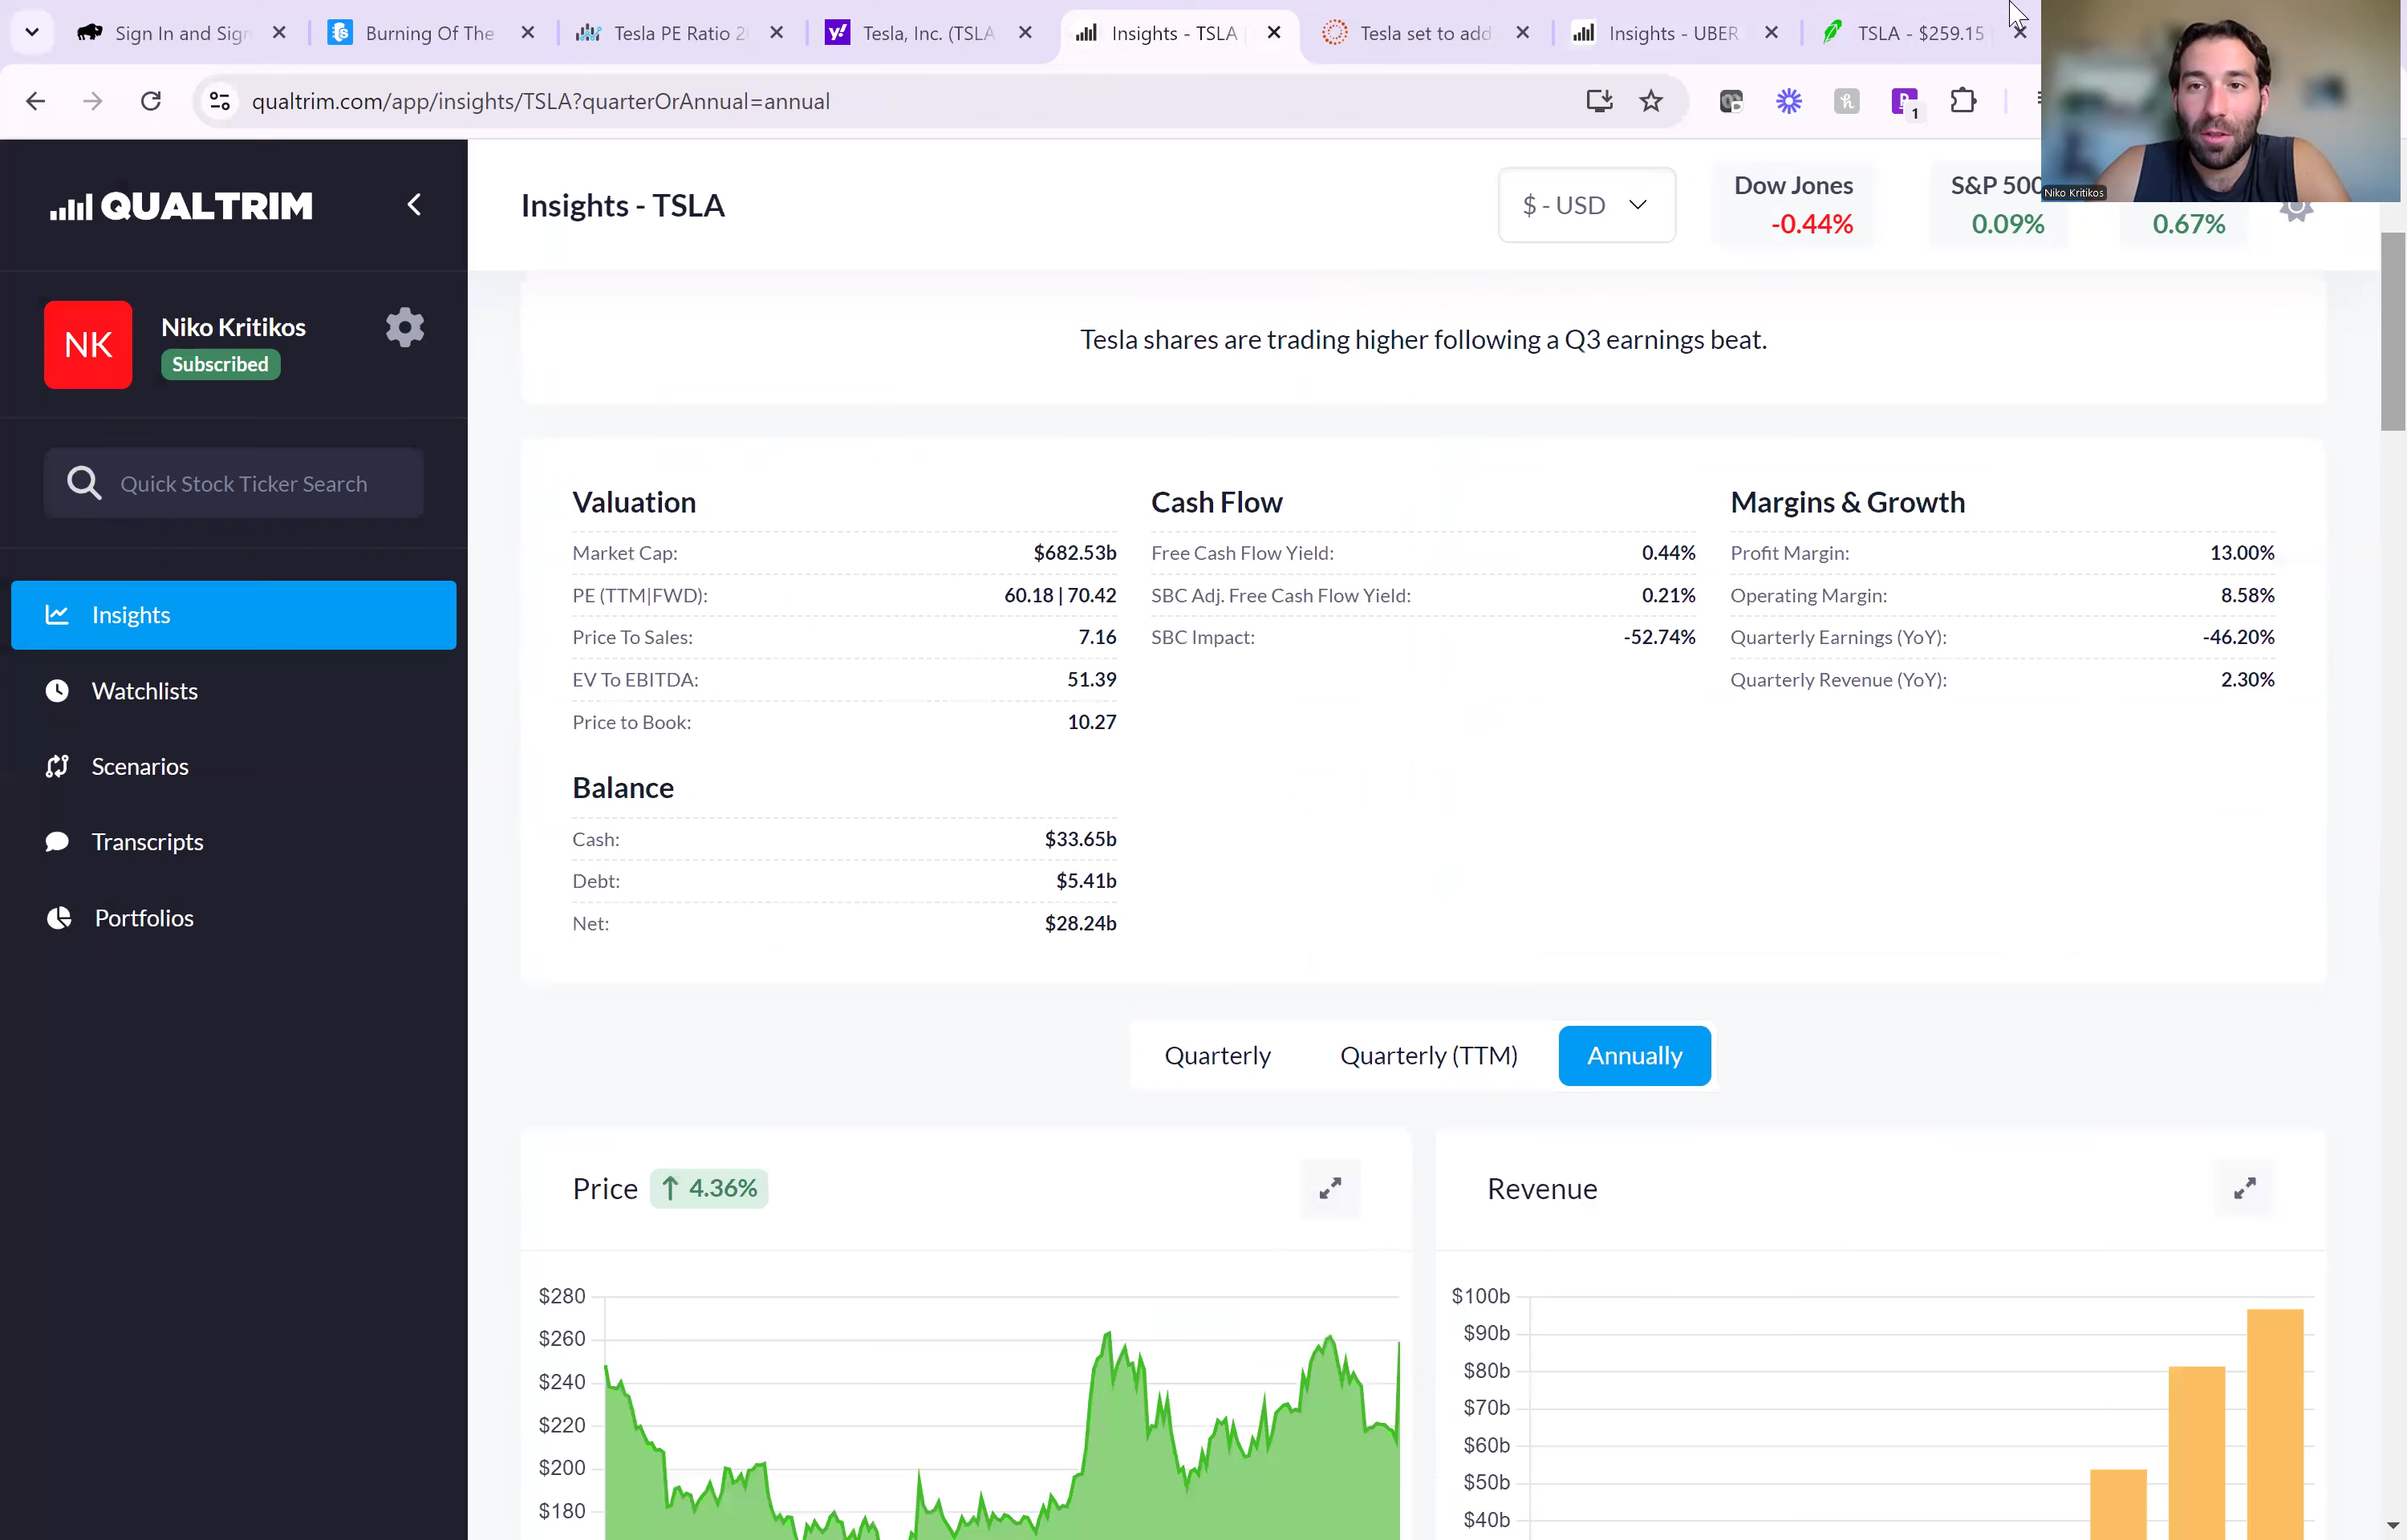 Sign In and Sign
Burning Of The
Tesla PE Ratio 2
Tesla, Inc. (TSLA
Insights - TSLA
Tesla set to add
Insights - UBER
TSLA - $259.15
qualtrim.com/app/insights/TSLA?quarterOrAnnual=annual
1
Niko Kritikos
QUALTRIM
Insights - TSLA
$ - USD
Dow Jones
-0.44%
S&P 500
0.09%
0.67%
NK
Niko Kritikos
Subscribed
Quick Stock Ticker Search
Insights
Watchlists
Scenarios
Transcripts
Portfolios
Tesla shares are trading higher following a Q3 earnings beat.
Valuation
Market Cap: $682.53b
PE (TTM|FWD): 60.18 | 70.42
Price To Sales: 7.16
EV To EBITDA: 51.39
Price to Book: 10.27
Balance
Cash: $33.65b
Debt: $5.41b
Net: $28.24b
Cash Flow
Free Cash Flow Yield: 0.44%
SBC Adj. Free Cash Flow Yield: 0.21%
SBC Impact: -52.74%
Margins & Growth
Profit Margin: 13.00%
Operating Margin: 8.58%
Quarterly Earnings (YoY): -46.20%
Quarterly Revenue (YoY): 2.30%
Quarterly
Quarterly (TTM)
Annually
Price
4.36%
$280
$260
$240
$220
$200
$180
Revenue
$100b
$90b
$80b
$70b
$60b
$50b
$40b